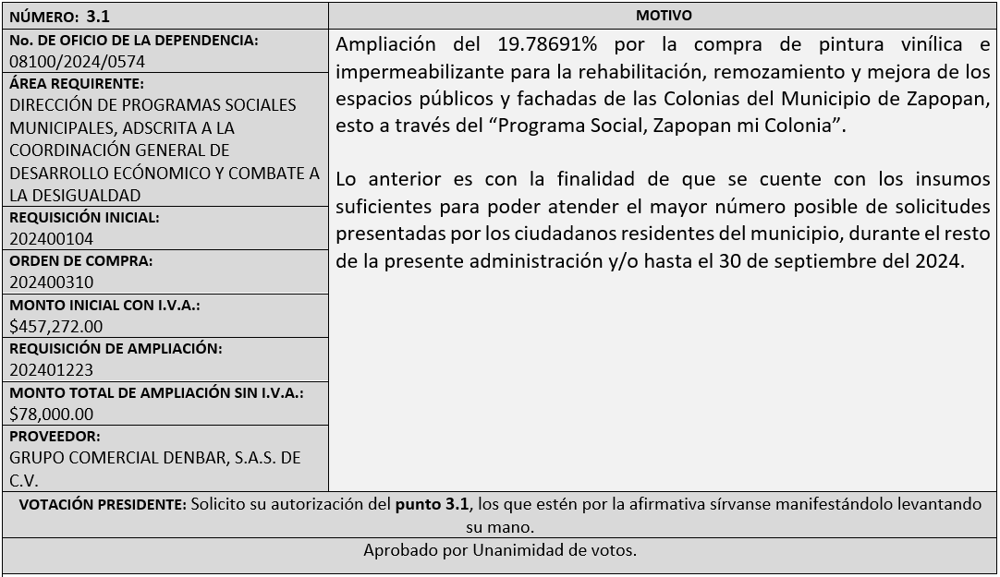 NÚMERO: 3.1
MOTIVO
No. DE OFICIO DE LA DEPENDENCIA:
08100/2024/0574
ÁREA REQUIRENTE:
DIRECCIÓN DE PROGRAMAS SOCIALES
MUNICIPALES, ADSCRITA A LA
COORDINACIÓN GENERAL DE
DESARROLLO ECÓNOMICO Y COMBATE A
LA DESIGUALDAD
REQUISICIÓN INICIAL:
202400104
ORDEN DE COMPRA:
202400310
MONTO INICIAL CON I.V.A.:
$457,272.00
REQUISICIÓN DE AMPLIACIÓN:
202401223
MONTO TOTAL DE AMPLIACIÓN SIN I.V.A.:
$78,000.00
PROVEEDOR:
GRUPO COMERCIAL DENBAR, S.A.S. DE
C.V.
Ampliación del 19.78691% por la compra de pintura vinílica e
impermeabilizante para la rehabilitación, remozamiento y mejora de los
espacios públicos y fachadas de las Colonias del Municipio de Zapopan,
esto a través del “Programa Social, Zapopan mi Colonia”.
Lo anterior es con la finalidad de que se cuente con los insumos
suficientes para poder atender el mayor número posible de solicitudes
presentadas por los ciudadanos residentes del municipio, durante el resto
de la presente administración y/o hasta el 30 de septiembre del 2024.
VOTACIÓN PRESIDENTE: Solicito su autorización del punto 3.1, los que estén por la afirmativa sírvanse manifestándolo levantando
su mano.
Aprobado por Unanimidad de votos.